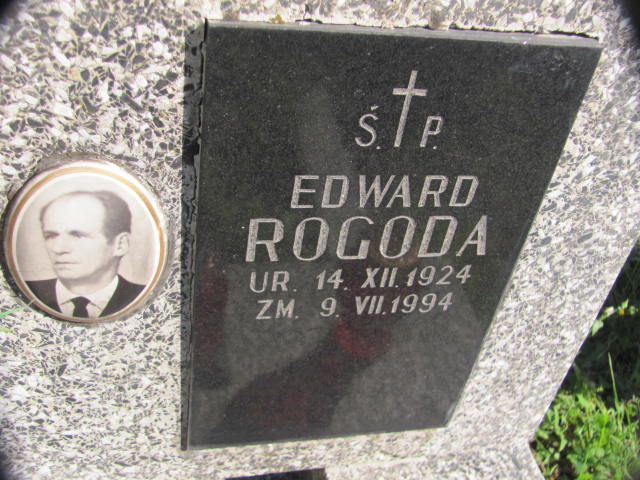 Ś. P.
EDWARD
ROGODA
UR. 14. XII. 1924
ZM. 9. VII. 1994